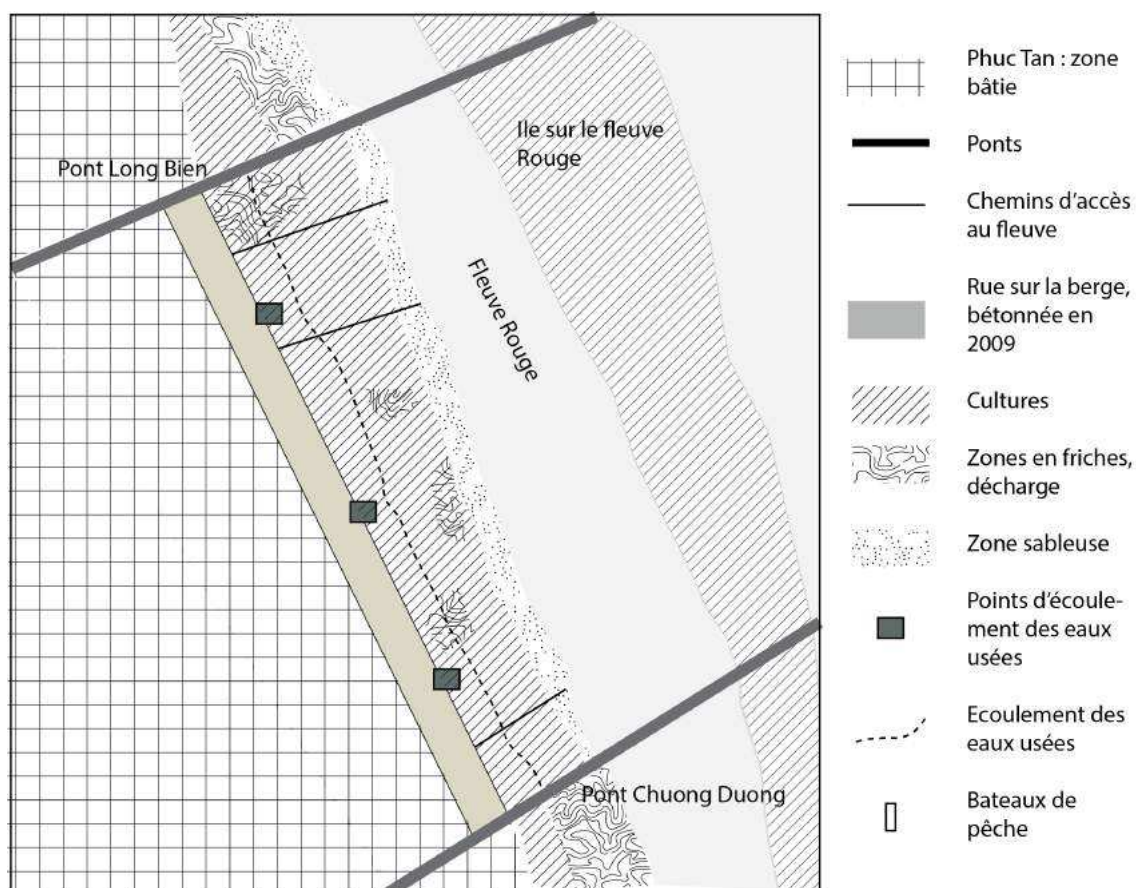 Pont Long Bien
Ile sur le fleuve
Rouge
Fleuve Rouge
Pont Chuong Duong
Phuc Tan : zone
bâtie
Ponts
Chemins d'accès
au fleuve
Rue sur la berge,
bétonnée en
2009
Cultures
Zones en friches,
décharge
Zone sableuse
Points d'écoule-
ment des eaux
usées
Ecoulement des
eaux usées
Bateaux de
pêche